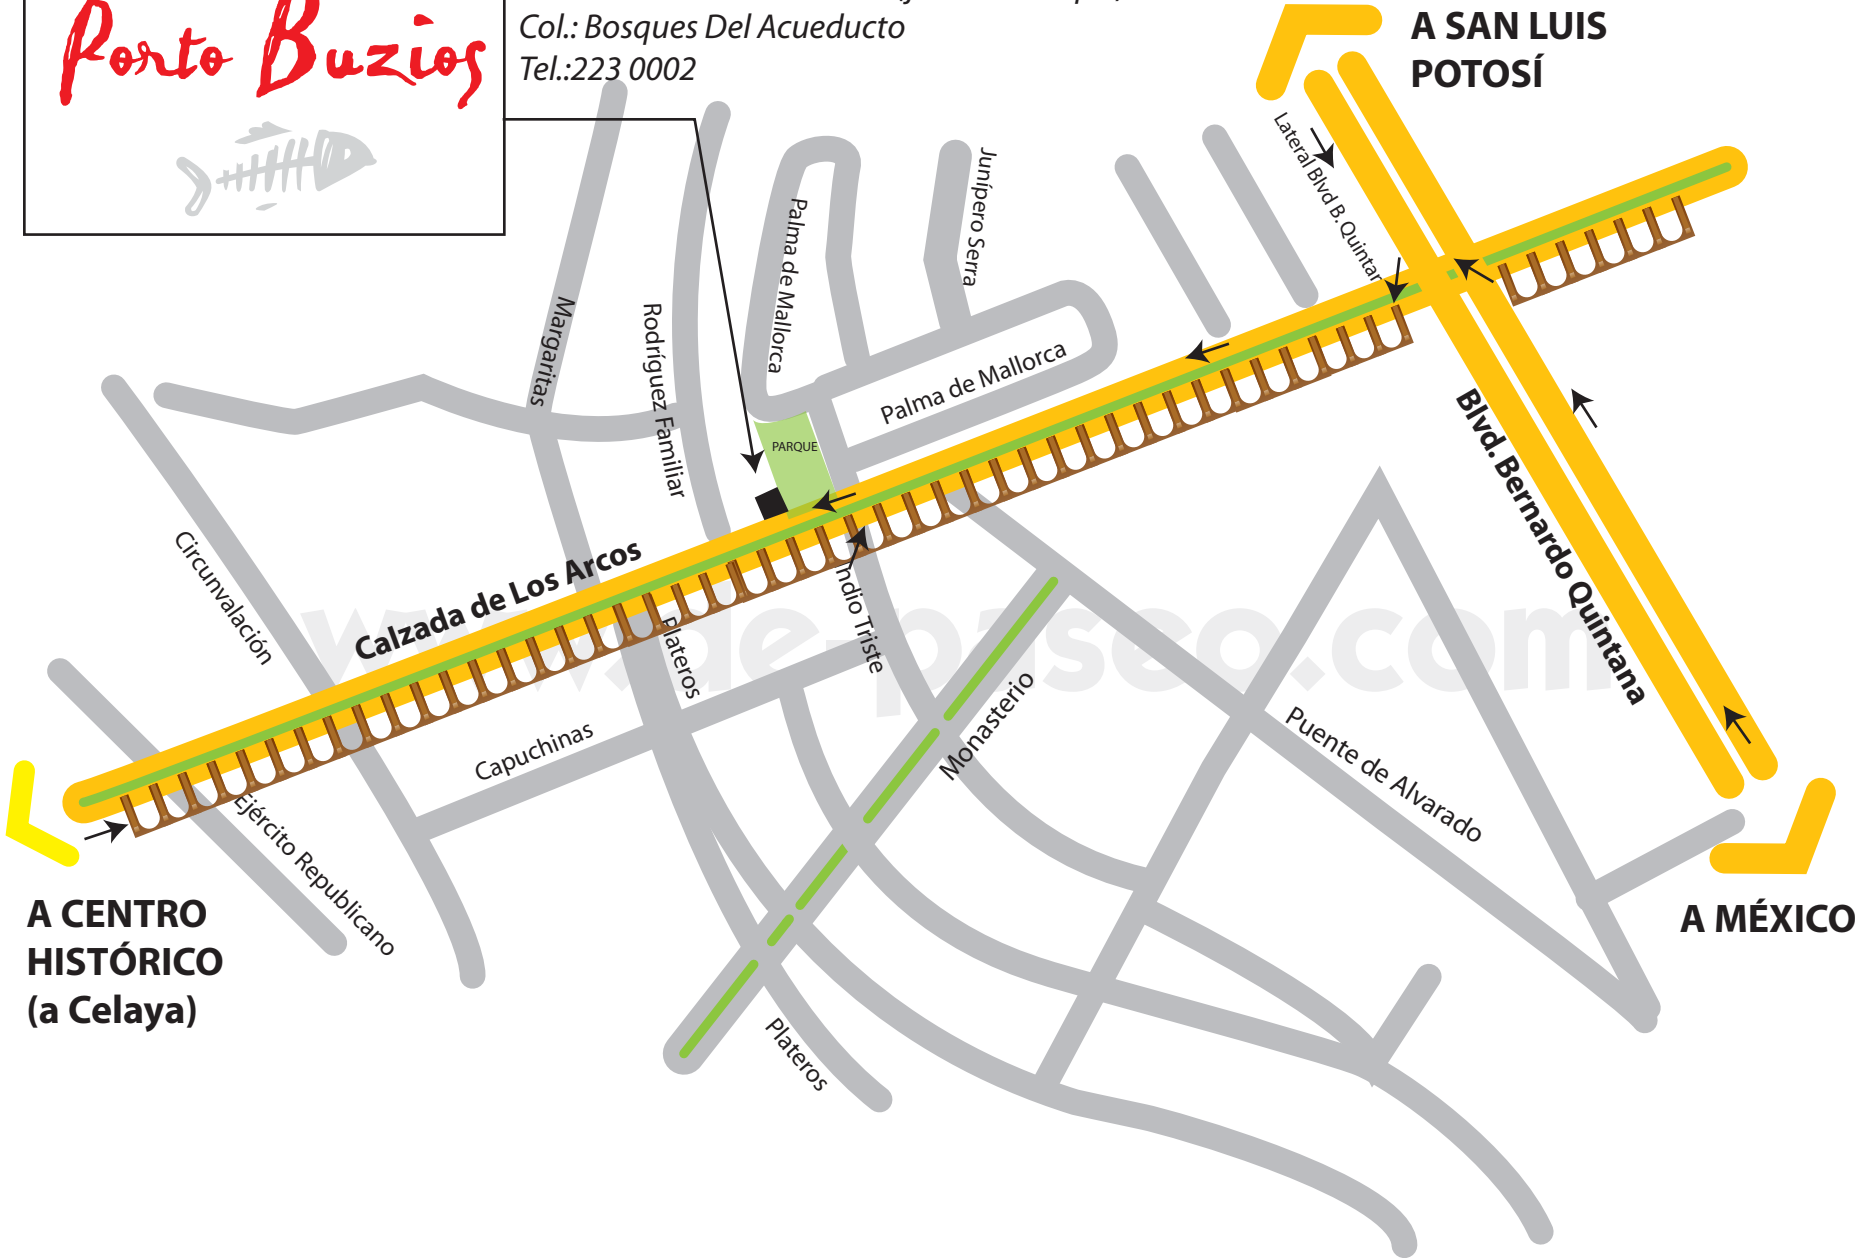 Porto Buzios
Col.: Bosques Del Acueducto
Tel.:223 0002
A SAN LUIS
POTOSÍ
Lateral Blvd B. Quintar
Junípero Serra
Palma de Mallorca
Margaritas
Rodríguez Familiar
Palma de Mallorca
PARQUE
Blvd. Bernardo Quintana
Circunvalación
Calzada de Los Arcos
ndio Triste
Plateros
www.de-paseo.com
Monasterio
Capuchinas
Puente de Alvarado
Ejército Republicano
A CENTRO
HISTÓRICO
(a Celaya)
A MÉXICO
Plateros